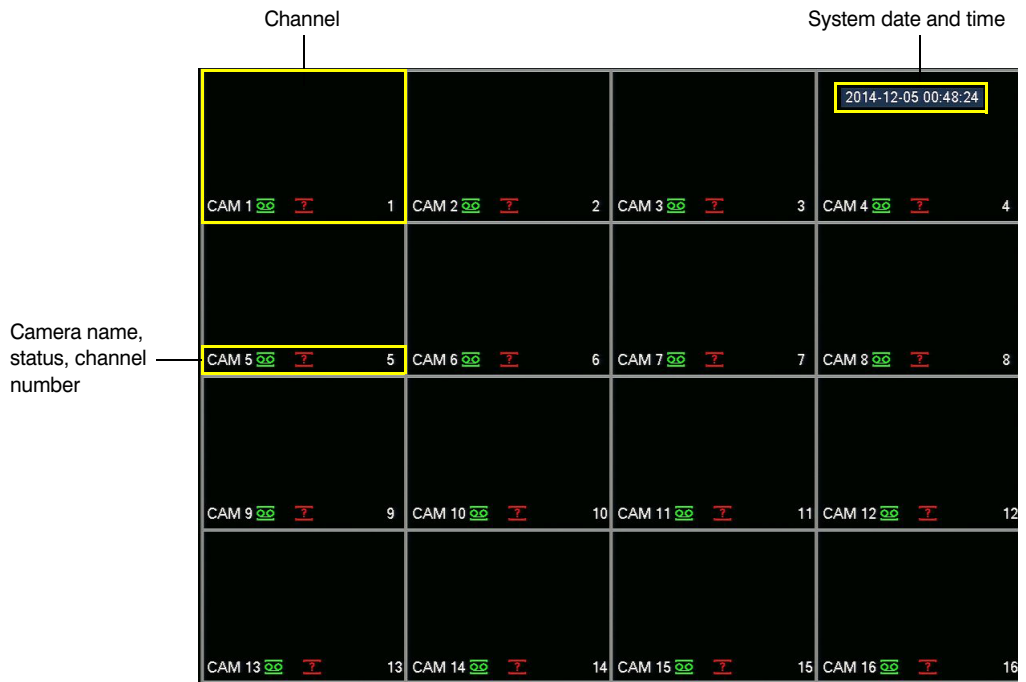 Channel
System date and time
2014-12-05 00:48:24
CAM 1 ? 1
CAM 2 ? 2
CAM 3 ? 3
CAM 4 ? 4
Camera name,
status, channel
number
CAM 5 ? 5
CAM 6 ? 6
CAM 7 ? 7
CAM 8 ? 8
CAM 9 ? 9
CAM 10 ? 10
CAM 11 ? 11
CAM 12 ? 12
CAM 13 ? 13
CAM 14 ? 14
CAM 15 ? 15
CAM 16 ? 16